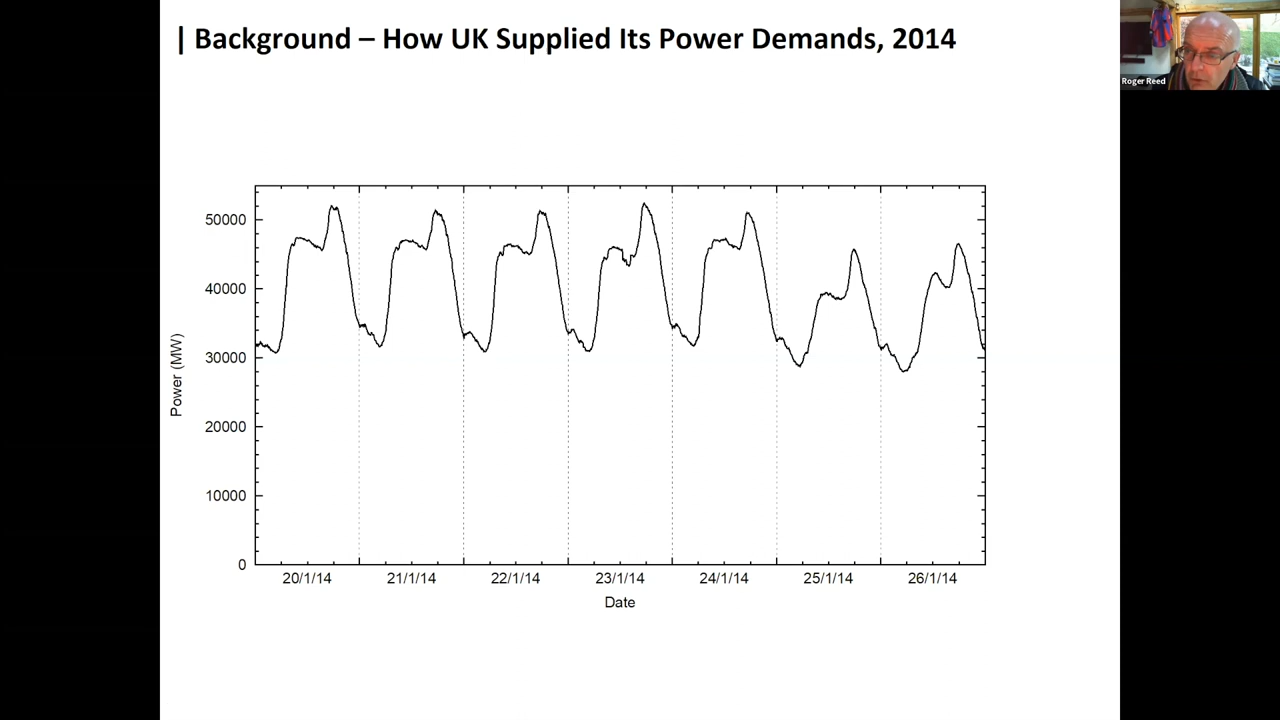 | Background – How UK Supplied Its Power Demands, 2014
Roger Reed
Power (MW)
50000
40000
30000
20000
10000
0
20/1/14 21/1/14 22/1/14 23/1/14 24/1/14 25/1/14 26/1/14
Date